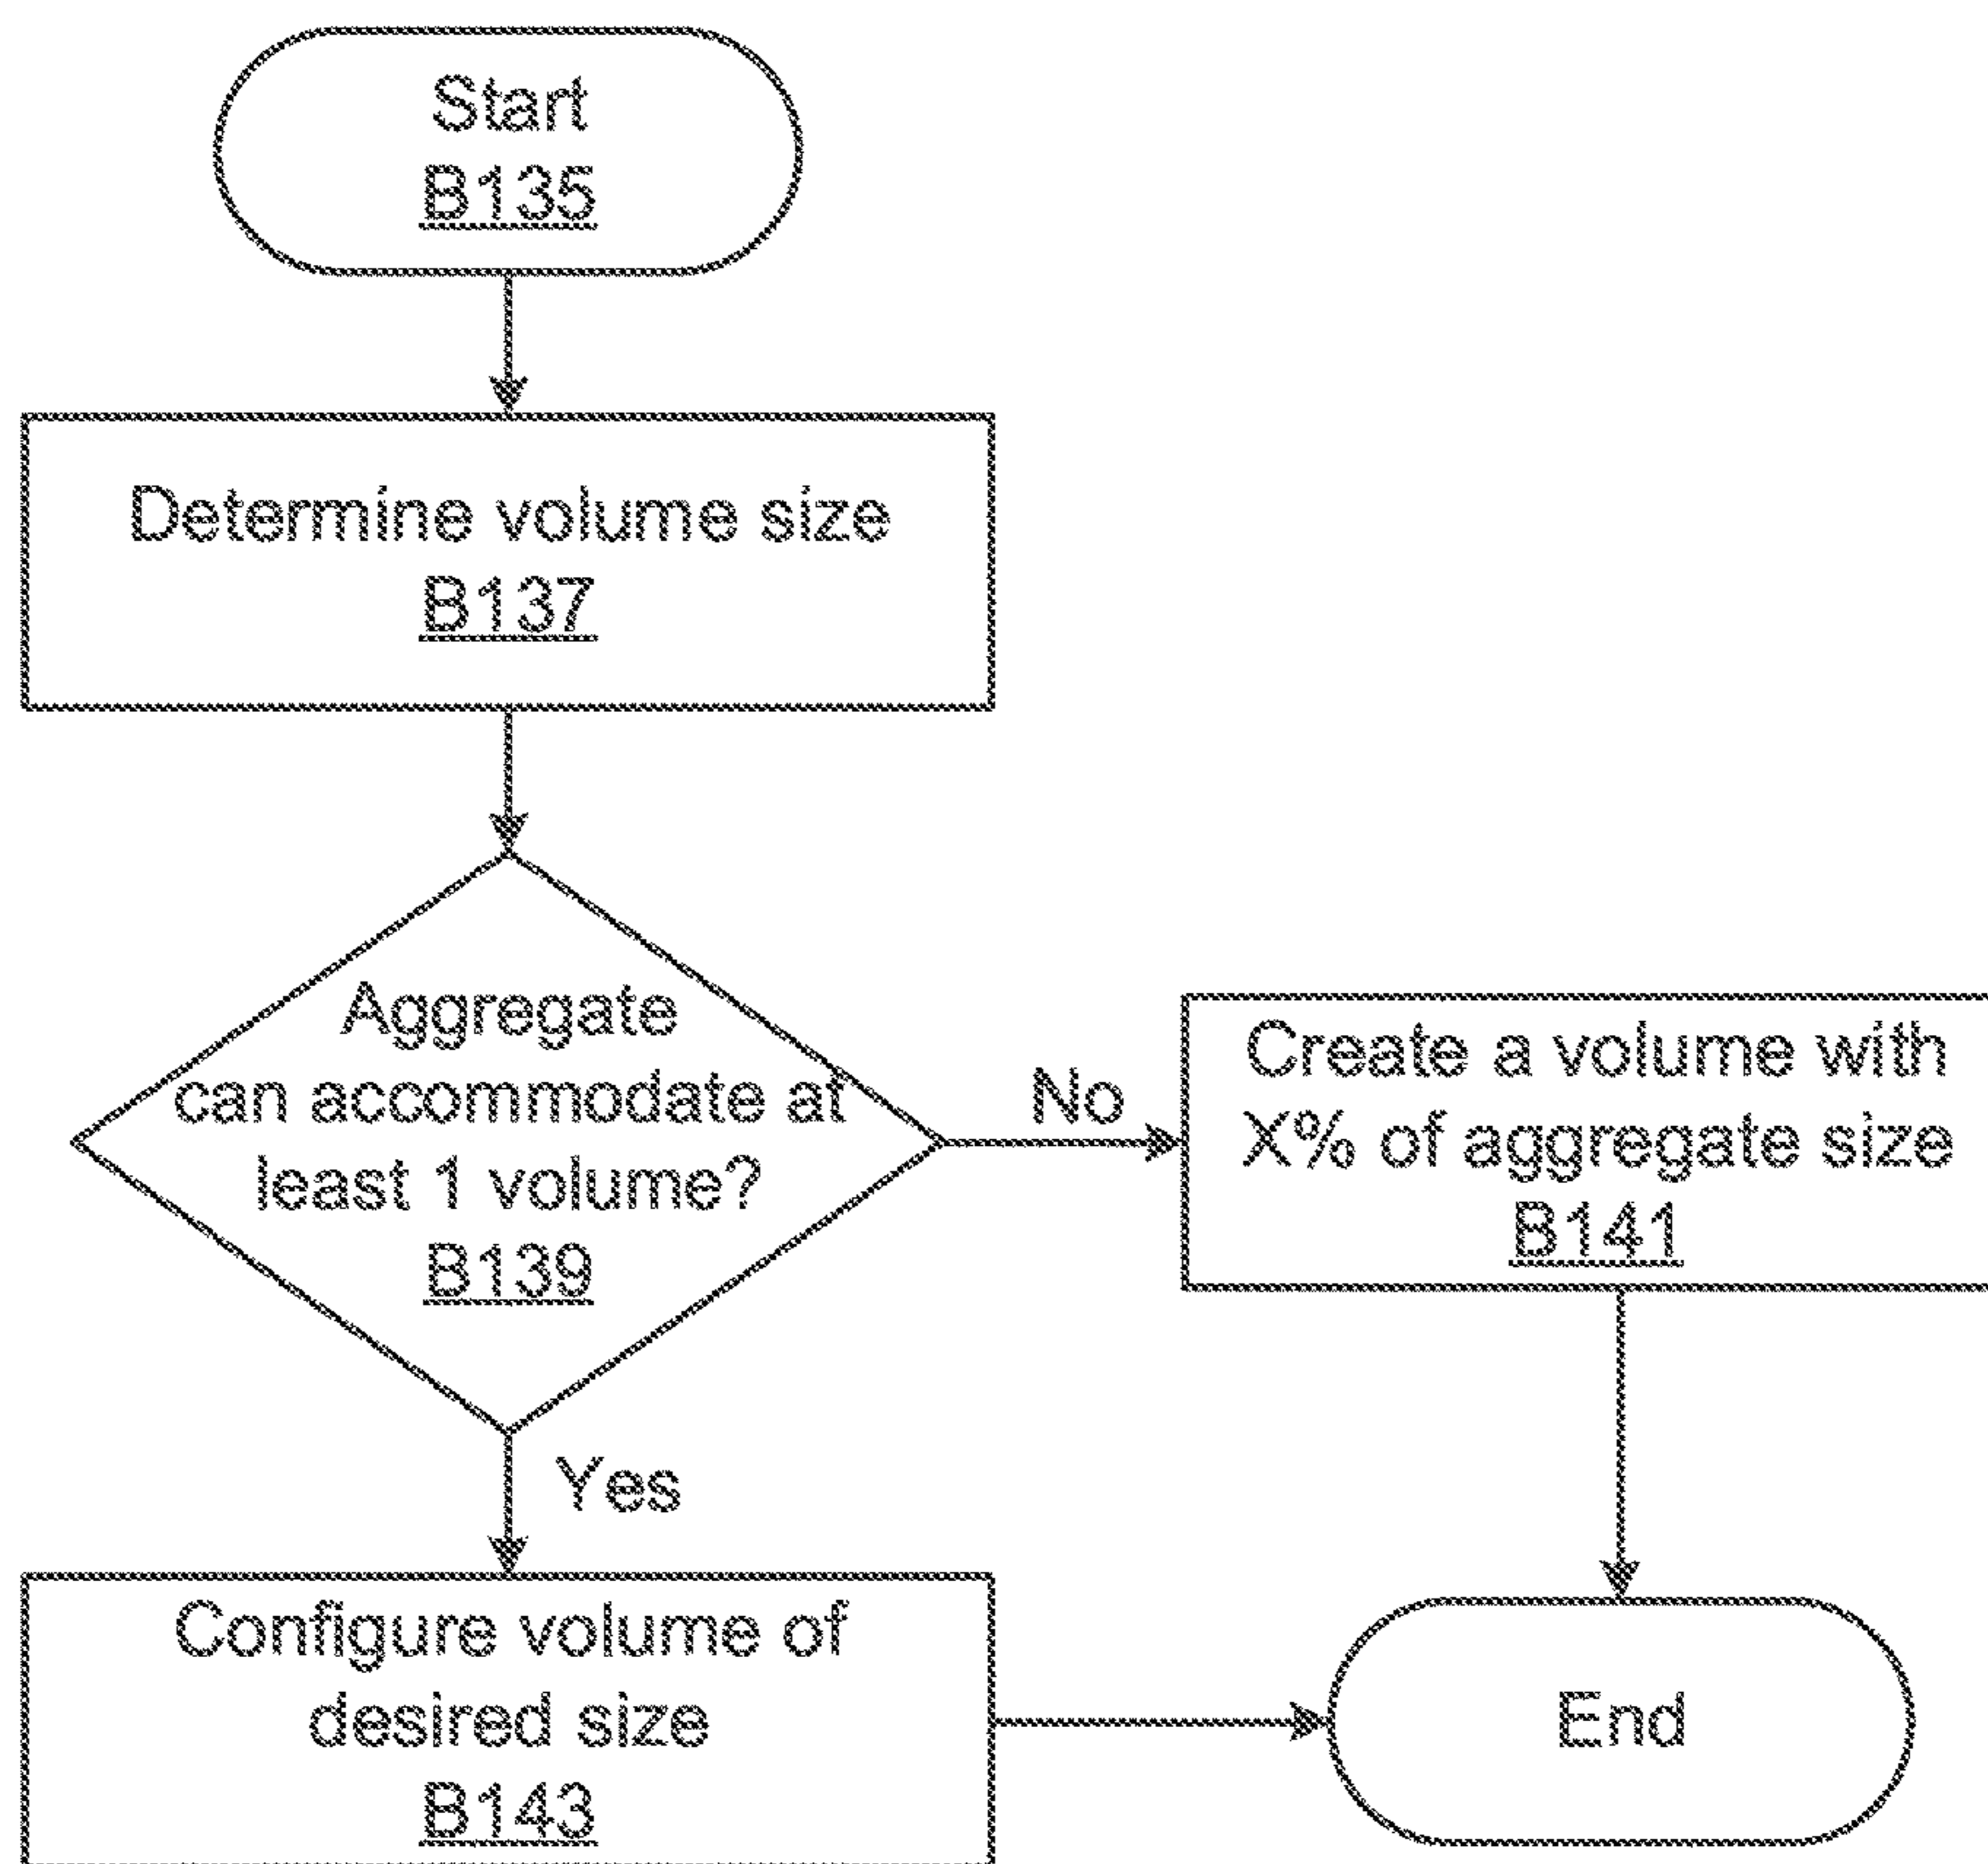 Start
B135
Determine volume size
B137
Aggregate
can accommodate at
least 1 volume?
B139
No
Create a volume with
X% of aggregate size
B141
Yes
Configure volume of
desired size
B143
End